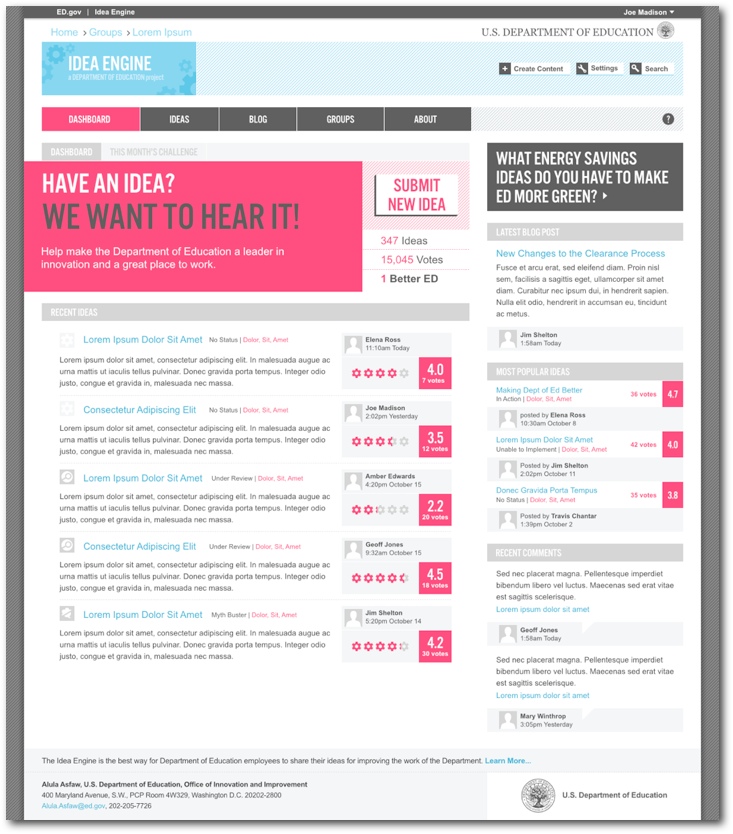 ED.gov | Idea Engine
Joe Madison
Home > Groups > Lorem Ipsum
U.S. DEPARTMENT OF EDUCATION
IDEA ENGINE
a DEPARTMENT OF EDUCATION project
Create Content
Settings
Search
DASHBOARD
IDEAS
BLOG
GROUPS
ABOUT
?
DASHBOARD
THIS MONTH'S CHALLENGE
HAVE AN IDEA?
WE WANT TO HEAR IT!
Help make the Department of Education a leader in
innovation and a great place to work.
SUBMIT
NEW IDEA
347 Ideas
15,045 Votes
1 Better ED
RECENT IDEAS
Lorem Ipsum Dolor Sit Amet No Status | Dolor, Sit, Amet
Lorem ipsum dolor sit amet, consectetur adipiscing elit. In malesuada augue ac
urna mattis ut iaculis tellus pulvinar. Donec gravida porta tempus. Integer odio
justo, congue et gravida in, malesuada nec massa.
Elena Ross
11:10am Today
4.0
7 votes
Consectetur Adipiscing Elit No Status | Dolor, Sit, Amet
Lorem ipsum dolor sit amet, consectetur adipiscing elit. In malesuada augue ac
urna mattis ut iaculis tellus pulvinar. Donec gravida porta tempus. Integer odio
justo, congue et gravida in, malesuada nec massa.
Joe Madison
2:02pm Yesterday
3.5
12 votes
Lorem Ipsum Dolor Sit Amet Under Review | Dolor, Sit, Amet
Lorem ipsum dolor sit amet, consectetur adipiscing elit. In malesuada augue ac
urna mattis ut iaculis tellus pulvinar. Donec gravida porta tempus. Integer odio
justo, congue et gravida in, malesuada nec massa.
Amber Edwards
4:20pm October 15
2.2
20 votes
Consectetur Adipiscing Elit Under Review | Dolor, Sit, Amet
Lorem ipsum dolor sit amet, consectetur adipiscing elit. In malesuada augue ac
urna mattis ut iaculis tellus pulvinar. Donec gravida porta tempus. Integer odio
justo, congue et gravida in, malesuada nec massa.
Geoff Jones
9:32am October 15
4.5
18 votes
Lorem Ipsum Dolor Sit Amet Myth Buster | Dolor, Sit, Amet
Lorem ipsum dolor sit amet, consectetur adipiscing elit. In malesuada augue ac
urna mattis ut iaculis tellus pulvinar. Donec gravida porta tempus. Integer odio
justo, congue et gravida in, malesuada nec massa.
Jim Shelton
5:20pm October 14
4.2
30 votes
WHAT ENERGY SAVINGS
IDEAS DO YOU HAVE TO MAKE
ED MORE GREEN?
LATEST BLOG POST
New Changes to the Clearance Process
Fusce et arcu erat, sed eleifend diam. Proin nisl
sem, facilisis a sagittis eget, ullamcorper sit amet
diam. Curabitur nec ipsum dui, in hendrerit sapien.
Nulla elit odio, hendrerit in accumsan eu, tincidunt
ac metus.
Jim Shelton
1:58am Today
MOST POPULAR IDEAS
Making Dept of Ed Better
In Action | Dolor, Sit, Amet
36 votes
4.7
posted by Elena Ross
10:30am October 8
Lorem Ipsum Dolor Sit Amet
Unable to Implement | Dolor, Sit, Amet
42 votes
4.0
Posted by Jim Shelton
2:02pm October 11
Donec Gravida Porta Tempus
No Status | Dolor, Sit, Amet
35 votes
3.8
Posted by Travis Chantar
1:39pm October 2
RECENT COMMENTS
Sed nec placerat magna. Pellentesque imperdiet
bibendum libero vel luctus. Maecenas sed erat vitae
est sagittis scelerisque.
Lorem ipsum dolor sit amet
Geoff Jones
1:58am Today
Sed nec placerat magna. Pellentesque imperdiet
bibendum libero vel luctus. Maecenas sed erat vitae
est sagittis scelerisque.
Lorem ipsum dolor sit amet
Mary Winthrop
3:05pm Yesterday
The Idea Engine is the best way for Department of Education employees to share their ideas for improving the work of the Department. Learn More...
Alula Asfaw, U.S. Department of Education, Office of Innovation and Improvement
400 Maryland Avenue, S.W., PCP Room 4W329, Washington D.C. 20202-2800
Alula.Asfaw@ed.gov, 202-205-7726
U.S. Department of Education